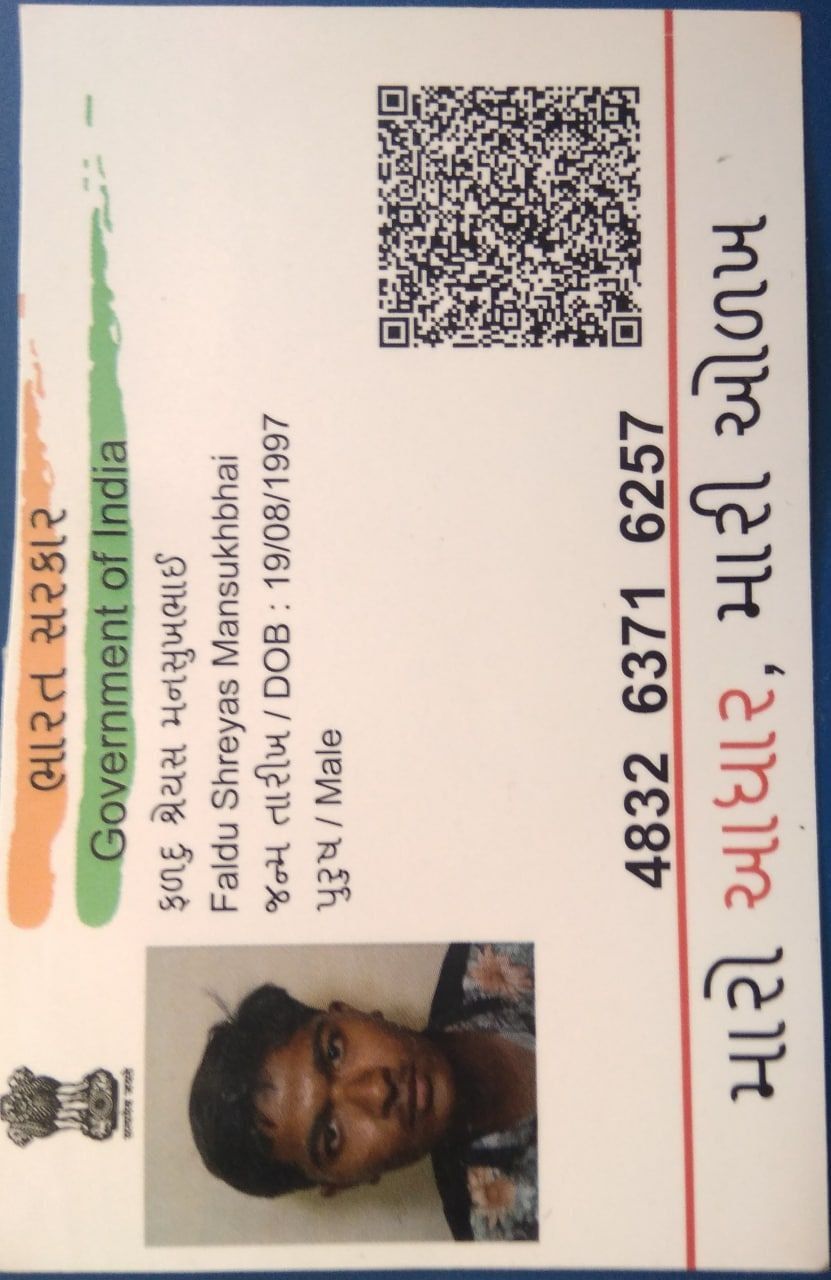 ભારત સરકાર
Government of India
ફળદુ શ્રેયસ મનસુખભાઈ
Faldu Shreyas Mansukhbhai
જન્મ તારીખ / DOB : 19/08/1997
પુરુષ / Male
सत्यमेव जयते
4832 6371 6257
મારો આધાર, મારી ઓળખ